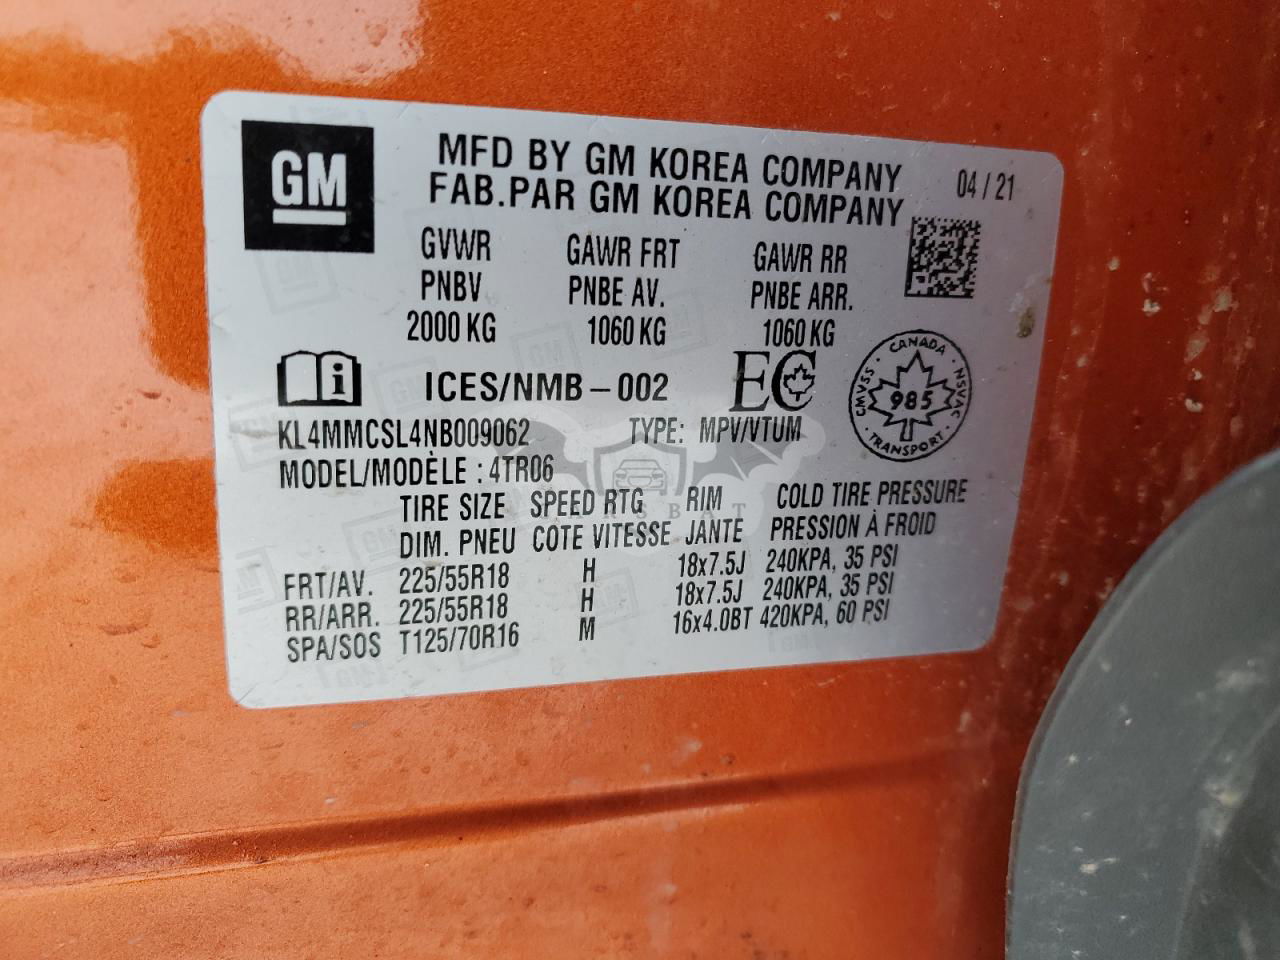 GM
MFD BY GM KOREA COMPANY
FAB.PAR GM KOREA COMPANY
04 / 21
GVWR GAWR FRT GAWR RR
PNBV PNBE AV. PNBE ARR.
2000 KG 1060 KG 1060 KG
i ICES/NMB – 002 EC
CANADA
CMVSS 985 NSVAC
TRANSPORT
KL4MMCSL4NB009062 TYPE: MPV/VTUM
MODEL/MODÈLE : 4TR06
TIRE SIZE SPEED RTG RIM COLD TIRE PRESSURE
DIM. PNEU COTE VITESSE JANTE PRESSION À FROID
FRT/AV. 225/55R18 H 18x7.5J 240KPA, 35 PSI
RR/ARR. 225/55R18 H 18x7.5J 240KPA, 35 PSI
SPA/SOS T125/70R16 M 16x4.0BT 420KPA, 60 PSI